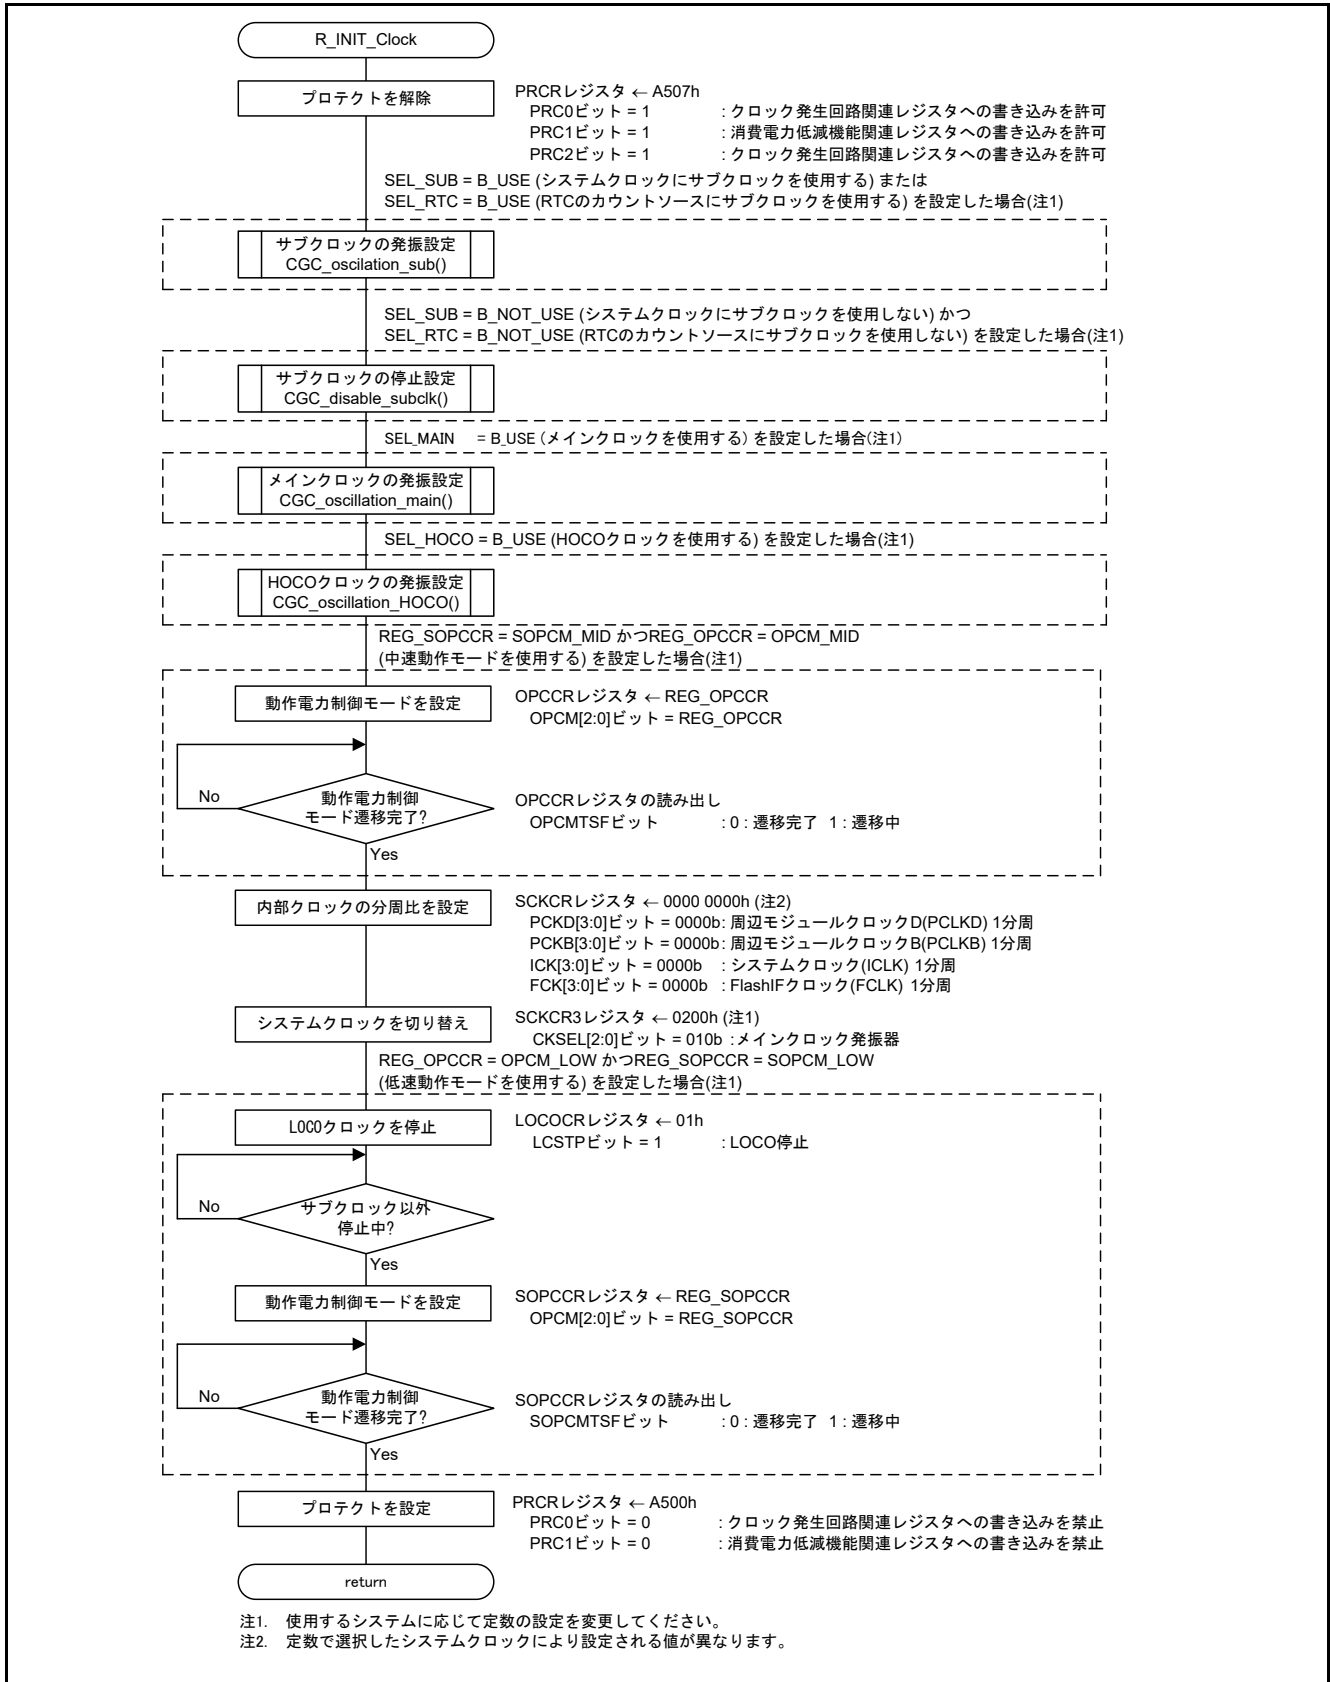 R_INIT_Clock
プロテクトを解除
PRCRレジスタ ← A507h
PRC0ビット = 1 : クロック発生回路関連レジスタへの書き込みを許可
PRC1ビット = 1 : 消費電力低減機能関連レジスタへの書き込みを許可
PRC2ビット = 1 : クロック発生回路関連レジスタへの書き込みを許可
SEL_SUB = B_USE (システムクロックにサブクロックを使用する) または
SEL_RTC = B_USE (RTCのカウントソースにサブクロックを使用する) を設定した場合(注1)
サブクロックの発振設定
CGC_oscilation_sub()
SEL_SUB = B_NOT_USE (システムクロックにサブクロックを使用しない) かつ
SEL_RTC = B_NOT_USE (RTCのカウントソースにサブクロックを使用しない) を設定した場合(注1)
サブクロックの停止設定
CGC_disable_subclk()
SEL_MAIN = B_USE (メインクロックを使用する) を設定した場合(注1)
メインクロックの発振設定
CGC_oscillation_main()
SEL_HOCO = B_USE (HOCOクロックを使用する) を設定した場合(注1)
HOCOクロックの発振設定
CGC_oscillation_HOCO()
REG_SOPCCR = SOPCM_MID かつREG_OPCCR = OPCM_MID
(中速動作モードを使用する) を設定した場合(注1)
動作電力制御モードを設定
OPCCRレジスタ ← REG_OPCCR
OPCM[2:0]ビット = REG_OPCCR
No
動作電力制御
モード遷移完了?
OPCCRレジスタの読み出し
OPCMTSFビット : 0 : 遷移完了 1 : 遷移中
Yes
内部クロックの分周比を設定
SCKCRレジスタ ← 0000 0000h (注2)
PCKD[3:0]ビット = 0000b : 周辺モジュールクロックD(PCLKD) 1分周
PCKB[3:0]ビット = 0000b : 周辺モジュールクロックB(PCLKB) 1分周
ICK[3:0]ビット = 0000b : システムクロック(ICLK) 1分周
FCK[3:0]ビット = 0000b : FlashIFクロック(FCLK) 1分周
システムクロックを切り替え
SCKCR3レジスタ ← 0200h (注1)
CKSEL[2:0]ビット = 010b : メインクロック発振器
REG_OPCCR = OPCM_LOW かつREG_SOPCCR = SOPCM_LOW
(低速動作モードを使用する) を設定した場合(注1)
LOCOクロックを停止
LOCOCRレジスタ ← 01h
LCSTPビット = 1 : LOCO停止
No
サブクロック以外
停止中?
Yes
動作電力制御モードを設定
SOPCCRレジスタ ← REG_SOPCCR
OPCM[2:0]ビット = REG_SOPCCR
No
動作電力制御
モード遷移完了?
SOPCCRレジスタの読み出し
SOPCMTSFビット : 0 : 遷移完了 1 : 遷移中
Yes
プロテクトを設定
PRCRレジスタ ← A500h
PRC0ビット = 0 : クロック発生回路関連レジスタへの書き込みを禁止
PRC1ビット = 0 : 消費電力低減機能関連レジスタへの書き込みを禁止
return
注1. 使用するシステムに応じて定数の設定を変更してください。
注2. 定数で選択したシステムクロックにより設定される値が異なります。